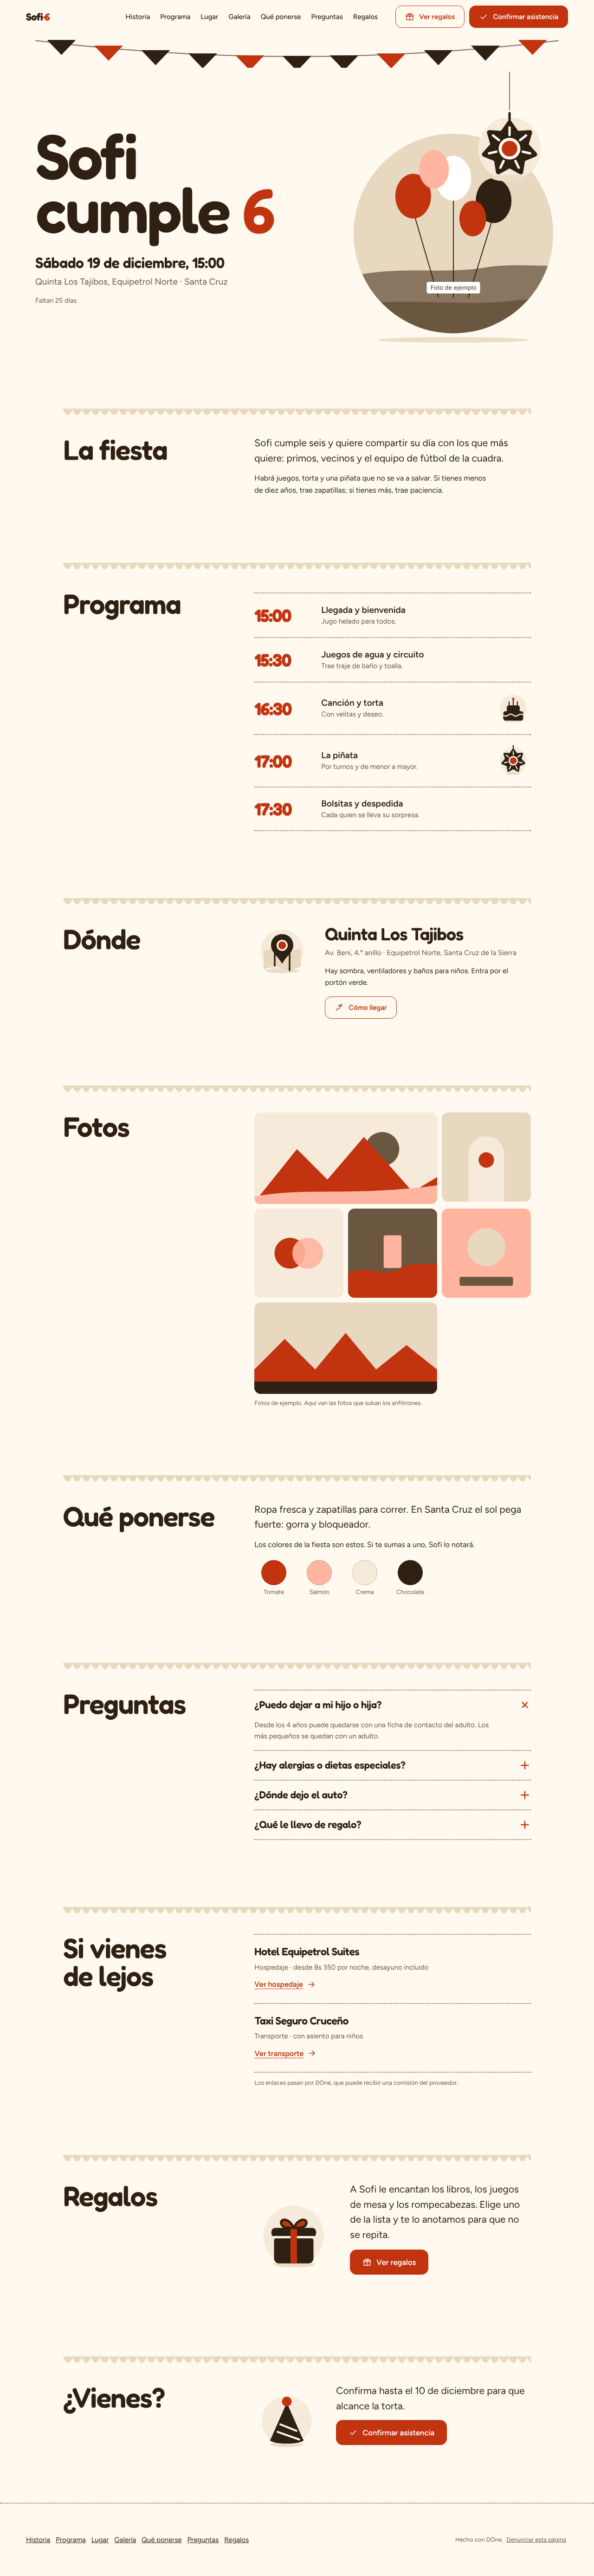 Sofi·6
Historia Programa Lugar Galería Qué ponerse Preguntas Regalos Ver regalos Confirmar asistencia
Sofi
cumple 6
Sábado 19 de diciembre, 15:00
Quinta Los Tajibos, Equipetrol Norte · Santa Cruz
Faltan 25 días
Foto de ejemplo
La fiesta
Sofi cumple seis y quiere compartir su día con los que más
quiere: primos, vecinos y el equipo de fútbol de la cuadra.
Habrá juegos, torta y una piñata que no se va a salvar. Si tienes menos
de diez años, trae zapatillas; si tienes más, trae paciencia.
Programa
15:00
Llegada y bienvenida
Jugo helado para todos.
15:30
Juegos de agua y circuito
Trae traje de baño y toalla.
16:30
Canción y torta
Con velitas y deseo.
17:00
La piñata
Por turnos y de menor a mayor.
17:30
Bolsitas y despedida
Cada quien se lleva su sorpresa.
Dónde
Quinta Los Tajibos
Av. Beni, 4.º anillo · Equipetrol Norte, Santa Cruz de la Sierra
Hay sombra, ventiladores y baños para niños. Entra por el
portón verde.
Cómo llegar
Fotos
Fotos de ejemplo. Aquí van las fotos que suban los anfitriones.
Qué ponerse
Ropa fresca y zapatillas para correr. En Santa Cruz el sol pega
fuerte: gorra y bloqueador.
Los colores de la fiesta son estos. Si te sumas a uno, Sofi lo notará.
Tomate Salmón Crema Chocolate
Preguntas
¿Puedo dejar a mi hijo o hija?
Desde los 4 años puede quedarse con una ficha de contacto del adulto. Los
más pequeños se quedan con un adulto.
¿Hay alergias o dietas especiales?
¿Dónde dejo el auto?
¿Qué le llevo de regalo?
Si vienes
de lejos
Hotel Equipetrol Suites
Hospedaje · desde Bs 350 por noche, desayuno incluido
Ver hospedaje
Taxi Seguro Cruceño
Transporte · con asiento para niños
Ver transporte
Los enlaces pasan por DOne, que puede recibir una comisión del proveedor.
Regalos
A Sofi le encantan los libros, los juegos
de mesa y los rompecabezas. Elige uno
de la lista y te lo anotamos para que no
se repita.
Ver regalos
¿Vienes?
Confirma hasta el 10 de diciembre para que
alcance la torta.
Confirmar asistencia
Historia Programa Lugar Galería Qué ponerse Preguntas Regalos
Hecho con DOne. Denunciar esta página